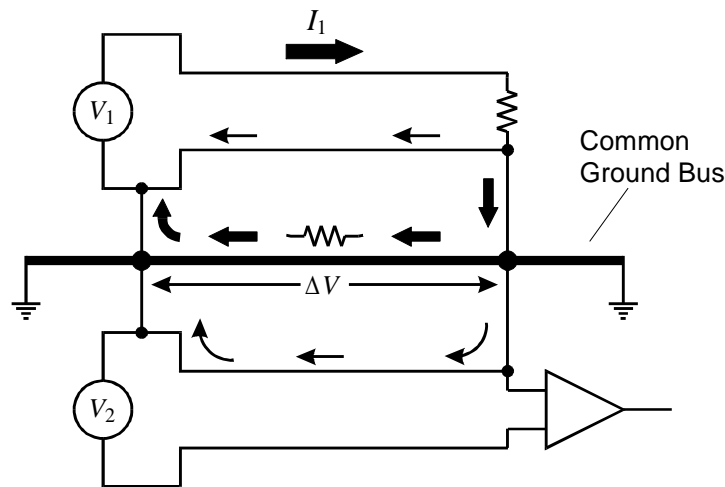 I1
V1
Common
Ground Bus
ΔV
V2